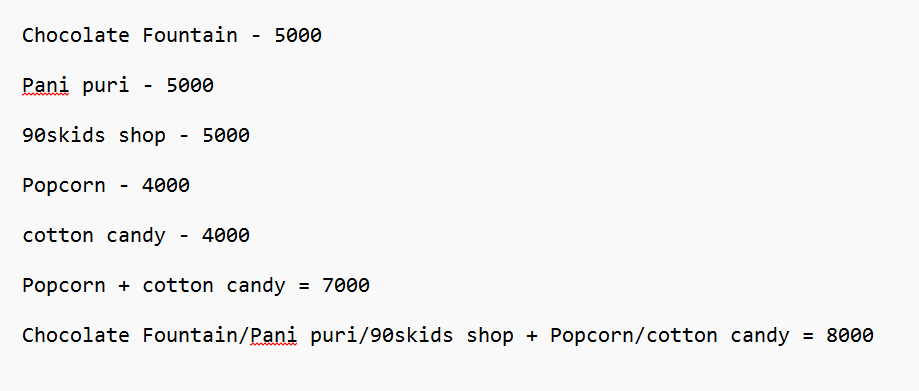 Chocolate Fountain - 5000
Pani puri - 5000
90skids shop - 5000
Popcorn - 4000
cotton candy - 4000
Popcorn + cotton candy = 7000
Chocolate Fountain/Pani puri/90skids shop + Popcorn/cotton candy = 8000